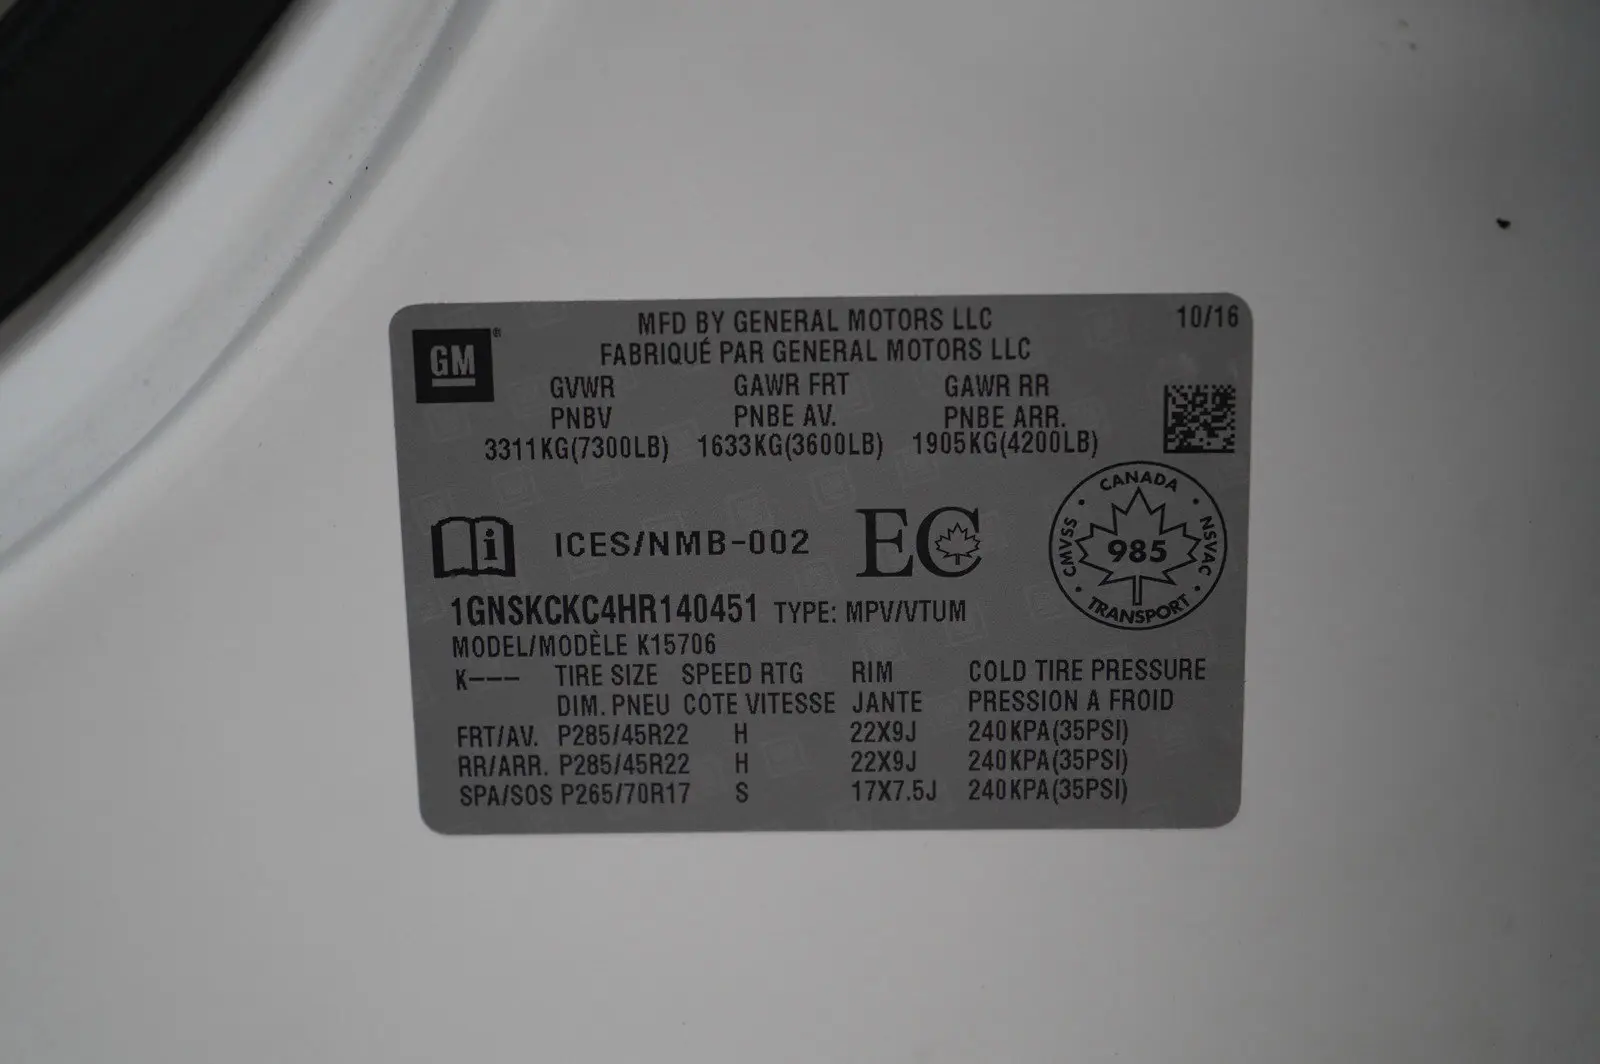 MFD BY GENERAL MOTORS LLC 10/16
GM®
FABRIQUÉ PAR GENERAL MOTORS LLC
GVWR GAWR FRT GAWR RR
PNBV PNBE AV. PNBE ARR.
3311KG(7300LB) 1633KG(3600LB) 1905KG(4200LB)
i ICES/NMB-002 EC
CANADA
CMVSS 985 NSVAC
TRANSPORT
1GNSKCKC4HR140451 TYPE: MPV/VTUM
MODEL/MODÈLE K15706
K--- TIRE SIZE SPEED RTG RIM COLD TIRE PRESSURE
DIM. PNEU COTE VITESSE JANTE PRESSION A FROID
FRT/AV. P285/45R22 H 22X9J 240KPA(35PSI)
RR/ARR. P285/45R22 H 22X9J 240KPA(35PSI)
SPA/SOS P265/70R17 S 17X7.5J 240KPA(35PSI)